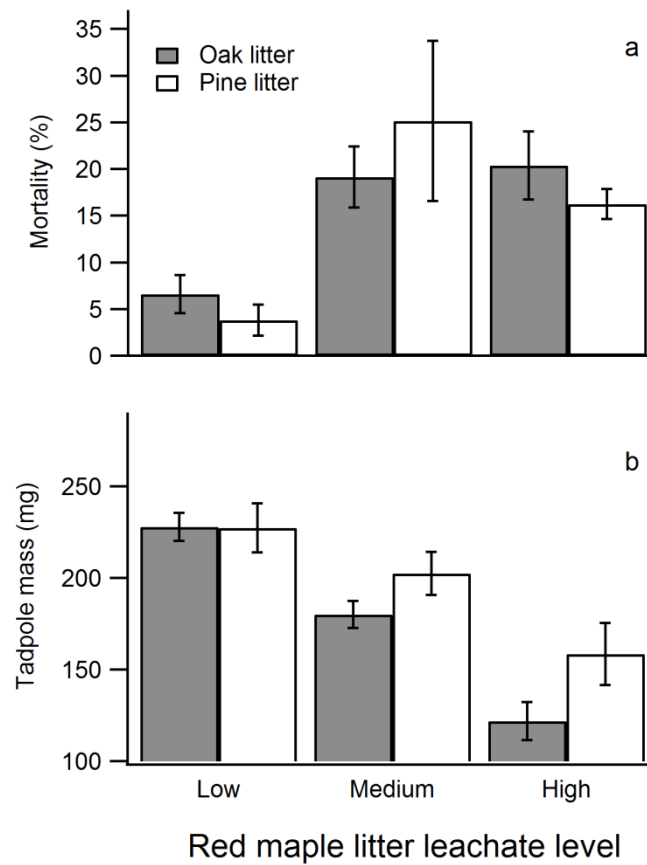 35
30
25
20
15
10
5
0
Mortality (%)
Oak litter
Pine litter
a
250
200
150
100
Tadpole mass (mg)
b
Low Medium High
Red maple litter leachate level